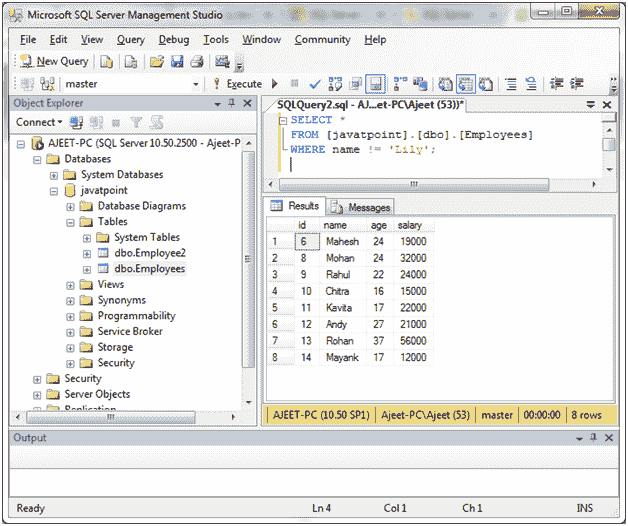 Microsoft SQL Server Management Studio
File Edit View Query Debug Tools Window Community Help
New Query
master Execute
Object Explorer
Connect
AJEET-PC (SQL Server 10.50.2500 - Ajeet-P
Databases
System Databases
javatpoint
Database Diagrams
Tables
System Tables
dbo.Employee2
dbo.Employees
Views
Synonyms
Programmability
Service Broker
Storage
Security
Security
Server Objects
Replication
SQLQuery2.sql - AJ...et-PC\Ajeet (53))*
SELECT *
FROM [javatpoint].[dbo].[Employees]
WHERE name != 'Lily';
Results Messages
id name age salary
1 6 Mahesh 24 19000
2 8 Mohan 24 32000
3 9 Rahul 22 24000
4 10 Chitra 16 15000
5 11 Kavita 17 22000
6 12 Andy 27 21000
7 13 Rohan 37 56000
8 14 Mayank 17 12000
AJEET-PC (10.50 SP1) Ajeet-PC\Ajeet (53) master 00:00:00 8 rows
Output
Ready Ln 4 Col 1 Ch 1 INS